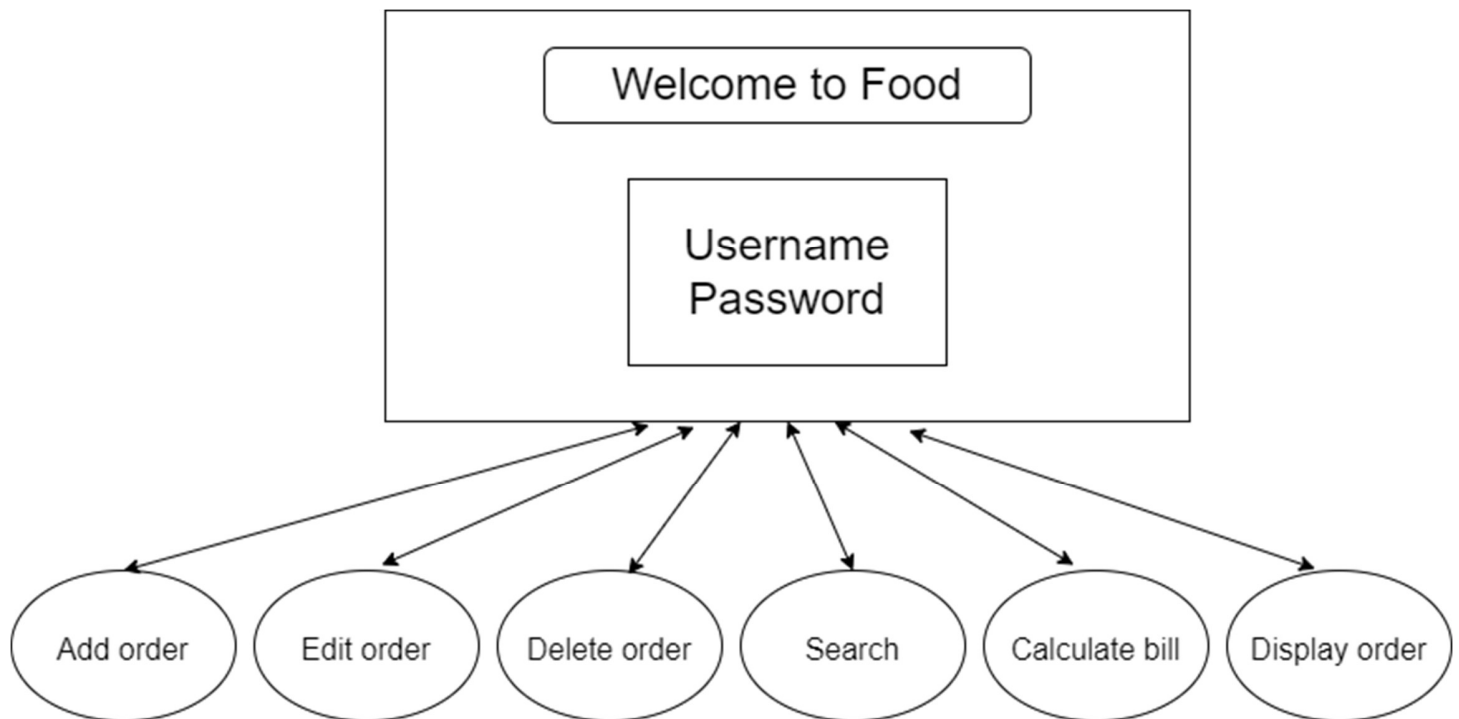 Welcome to Food
Username
Password
Add order
Edit order
Delete order
Search
Calculate bill
Display order